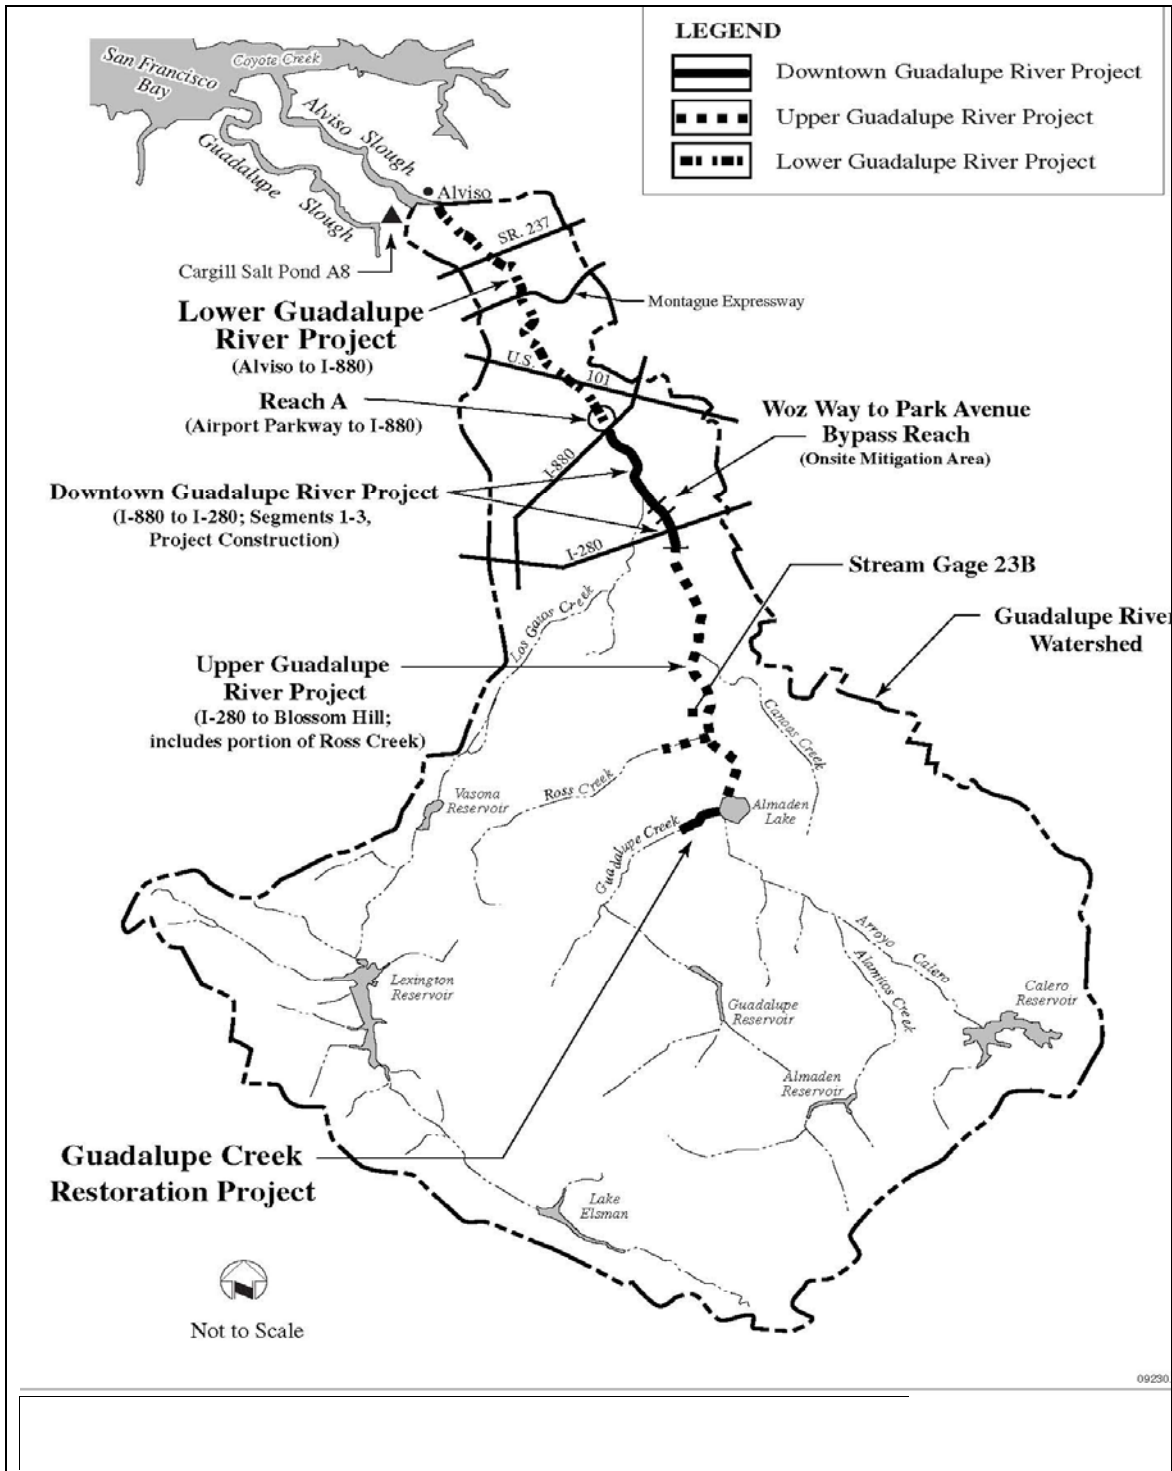 LEGEND
Downtown Guadalupe River Project
Upper Guadalupe River Project
Lower Guadalupe River Project
San Francisco
Bay
Coyote Creek
Alviso Slough
Guadalupe Slough
Alviso
SR. 237
Cargill Salt Pond A8
Montague Expressway
Lower Guadalupe
River Project
(Alviso to I-880)
U.S. 101
Reach A
(Airport Parkway to I-880)
Woz Way to Park Avenue
Bypass Reach
(Onsite Mitigation Area)
I-880
Downtown Guadalupe River Project
(I-880 to I-280; Segments 1-3,
Project Construction)
I-280
Stream Gage 23B
Los Gatos Creek
Guadalupe River
Watershed
Upper Guadalupe
River Project
(I-280 to Blossom Hill;
includes portion of Ross Creek)
Canoas Creek
Ross Creek
Vasona
Reservoir
Almaden
Lake
Guadalupe Creek
Arroyo Calero
Alamitos Creek
Lexington
Reservoir
Guadalupe
Reservoir
Calero
Reservoir
Almaden
Reservoir
Guadalupe Creek
Restoration Project
Lake
Elsman
Not to Scale
09230